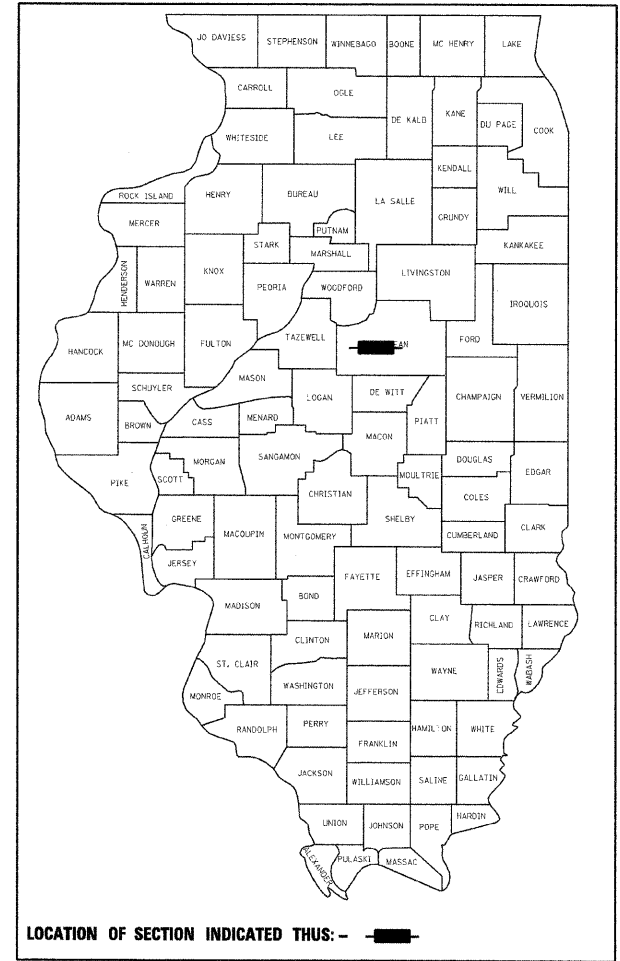 JO DAVIESS STEPHENSON WINNEBAGO BOONE MC HENRY LAKE
CARROLL OGLE DE KALB KANE DU PAGE COOK
WHITESIDE LEE
KENDALL WILL
ROCK ISLAND HENRY BUREAU LA SALLE
MERCER PUTNAM GRUNDY
STARK MARSHALL KANKAKEE
HENDERSON WARREN KNOX PEORIA WOODFORD LIVINGSTON IROQUOIS
HANCOCK MC DONOUGH FULTON TAZEWELL EAN FORD
SCHUYLER MASON LOGAN DE WITT CHAMPAIGN VERMILION
ADAMS BROWN CASS MENARD MACON PIATT
PIKE SCOTT MORGAN SANGAMON MOULTRIE DOUGLAS EDGAR
CHRISTIAN COLES
CALHOUN GREENE MACOUPIN MONTGOMERY SHELBY CUMBERLAND CLARK
JERSEY FAYETTE EFFINGHAM JASPER CRAWFORD
MADISON BOND
CLINTON MARION CLAY RICHLAND LAWRENCE
ST. CLAIR WASHINGTON WAYNE EDWARDS WABASH
MONROE JEFFERSON
RANDOLPH PERRY HAMILTON WHITE
FRANKLIN
JACKSON WILLIAMSON SALINE GALLATIN
UNION JOHNSON POPE HARDIN
ALEXANDER PULASKI MASSAC
LOCATION OF SECTION INDICATED THUS: -